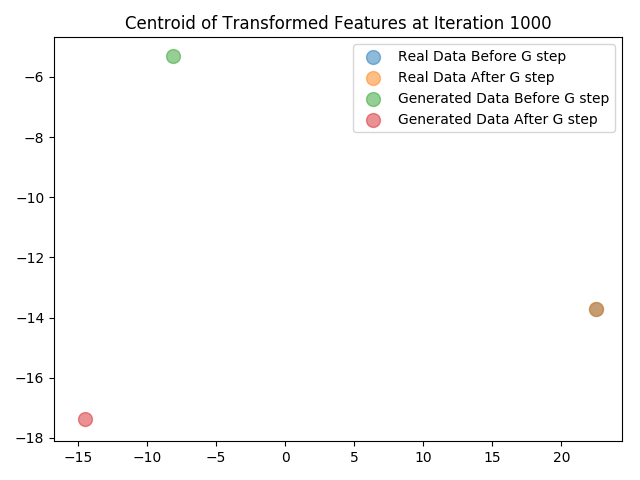 Centroid of Transformed Features at Iteration 1000
Real Data Before G step
Real Data After G step
Generated Data Before G step
Generated Data After G step
−6
−8
−10
−12
−14
−16
−18
−15 −10 −5 0 5 10 15 20